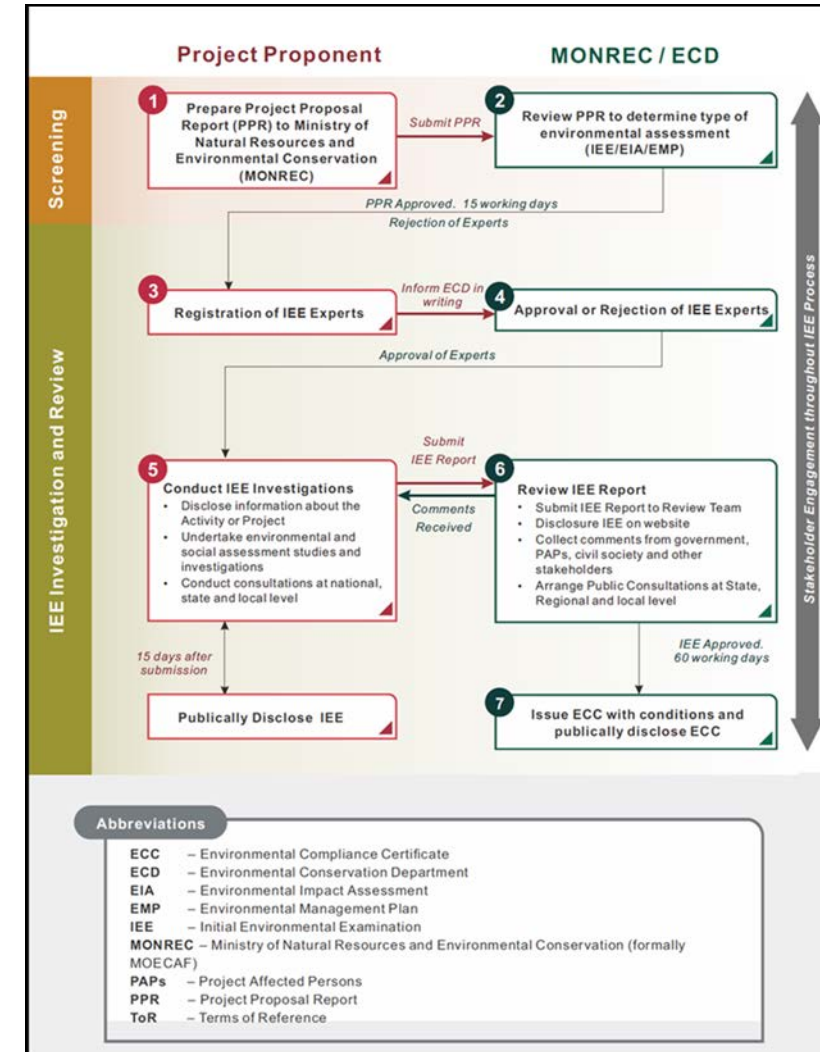 Project Proponent
MONREC / ECD
Screening
1
Prepare Project Proposal
Report (PPR) to Ministry of
Natural Resources and
Environmental Conservation
(MONREC)
Submit PPR
2
Review PPR to determine type of
environmental assessment
(IEE/EIA/EMP)
PPR Approved. 15 working days
Rejection of Experts
IEE Investigation and Review
3
Registration of IEE Experts
Inform ECD in
writing
4
Approval or Rejection of IEE Experts
Approval of Experts
5
Conduct IEE Investigations
• Disclose information about the
Activity or Project
• Undertake environmental and
social assessment studies and
investigations
• Conduct consultations at national,
state and local level
Submit
IEE Report
Comments
Received
6
Review IEE Report
• Submit IEE Report to Review Team
• Disclosure IEE on website
• Collect comments from government,
PAPs, civil society and other
stakeholders
• Arrange Public Consultations at State,
Regional and local level
15 days after
submission
IEE Approved.
60 working days
Publically Disclose IEE
7
Issue ECC with conditions and
publically disclose ECC
Stakeholder Engagement throughout IEE Process
Abbreviations
ECC – Environmental Compliance Certificate
ECD – Environmental Conservation Department
EIA – Environmental Impact Assessment
EMP – Environmental Management Plan
IEE – Initial Environmental Examination
MONREC – Ministry of Natural Resources and Environmental Conservation (formally
MOECAF)
PAPs – Project Affected Persons
PPR – Project Proposal Report
ToR – Terms of Reference